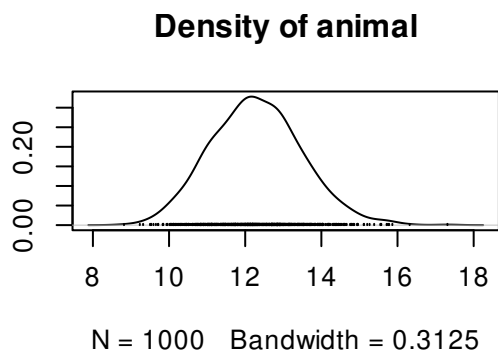 Density of animal
0.20
0.00
8 10 12 14 16 18
N = 1000 Bandwidth = 0.3125